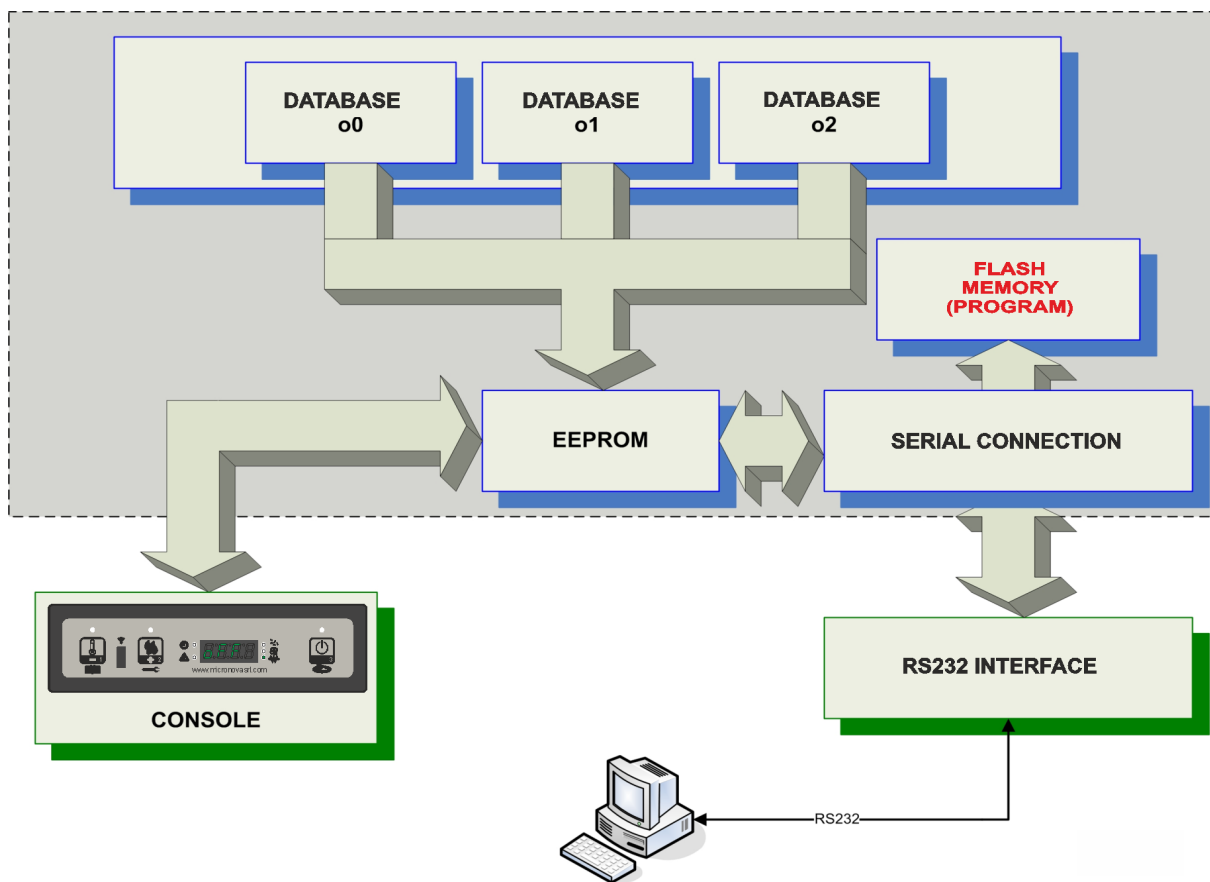 DATABASE
o0
DATABASE
o1
DATABASE
o2
FLASH
MEMORY
(PROGRAM)
EEPROM
SERIAL CONNECTION
www.micronovasrl.com
CONSOLE
RS232 INTERFACE
RS232